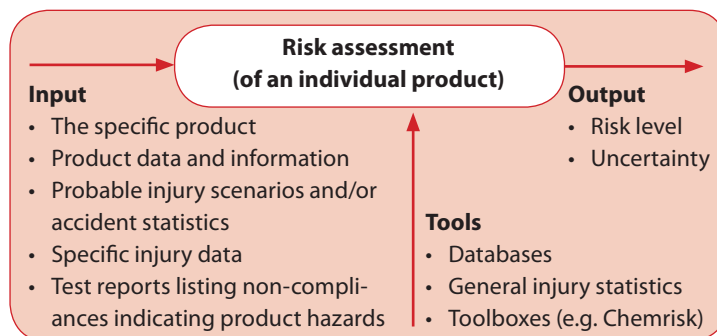 Risk assessment
(of an individual product)
Input
• The specific product
• Product data and information
• Probable injury scenarios and/or
accident statistics
• Specific injury data
• Test reports listing non-compli-
ances indicating product hazards
Tools
• Databases
• General injury statistics
• Toolboxes (e.g. Chemrisk)
Output
• Risk level
• Uncertainty